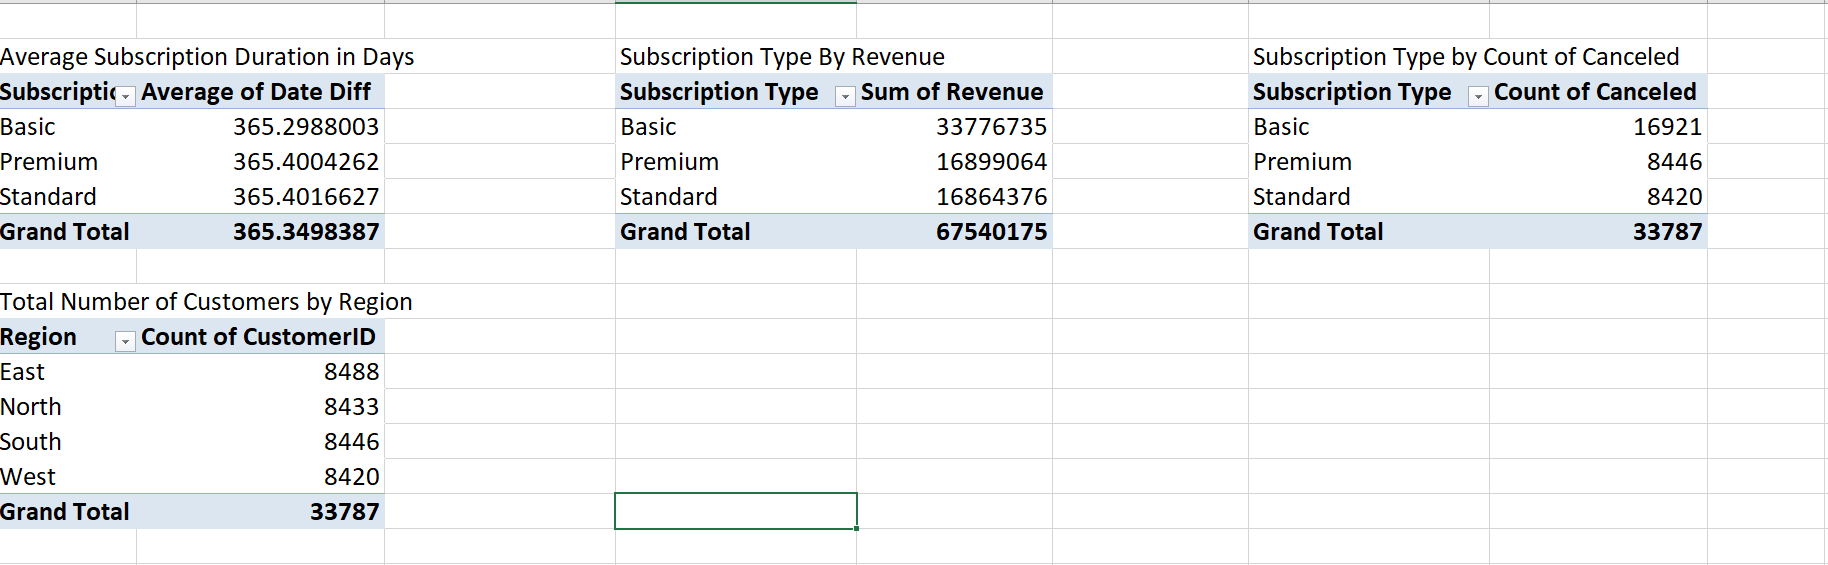 Average Subscription Duration in Days
Subscripti Average of Date Diff
Basic 365.2988003
Premium 365.4004262
Standard 365.4016627
Grand Total 365.3498387
Subscription Type By Revenue
Subscription Type Sum of Revenue
Basic 33776735
Premium 16899064
Standard 16864376
Grand Total 67540175
Subscription Type by Count of Canceled
Subscription Type Count of Canceled
Basic 16921
Premium 8446
Standard 8420
Grand Total 33787
Total Number of Customers by Region
Region Count of CustomerID
East 8488
North 8433
South 8446
West 8420
Grand Total 33787